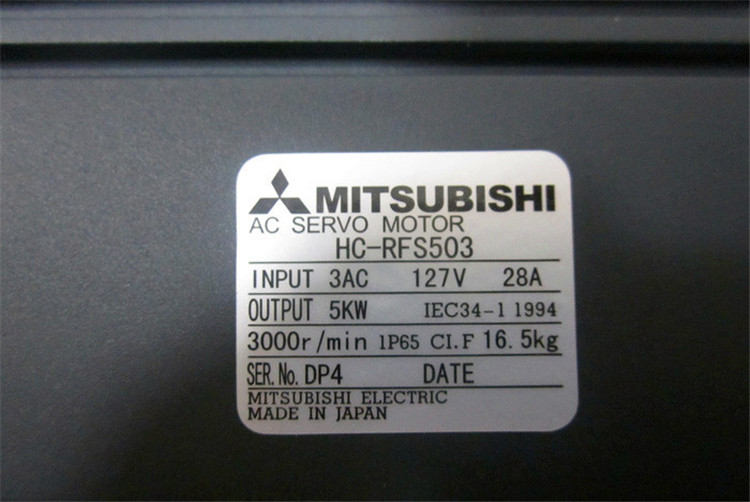 MITSUBISHI
AC SERVO MOTOR
HC-RFS503
INPUT 3AC 127V 28A
OUTPUT 5KW IEC34-1 1994
3000r/min IP65 CI.F 16.5kg
SER.No. DP4 DATE
MITSUBISHI ELECTRIC
MADE IN JAPAN